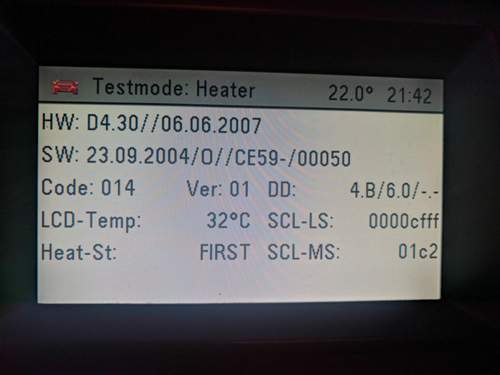 Testmode: Heater 22.0° 21:42
HW: D4.30//06.06.2007
SW: 23.09.2004/O//CE59-/00050
Code: 014 Ver: 01 DD: 4.B/6.0/-.-
LCD-Temp: 32°C SCL-LS: 0000cfff
Heat-St: FIRST SCL-MS: 01c2